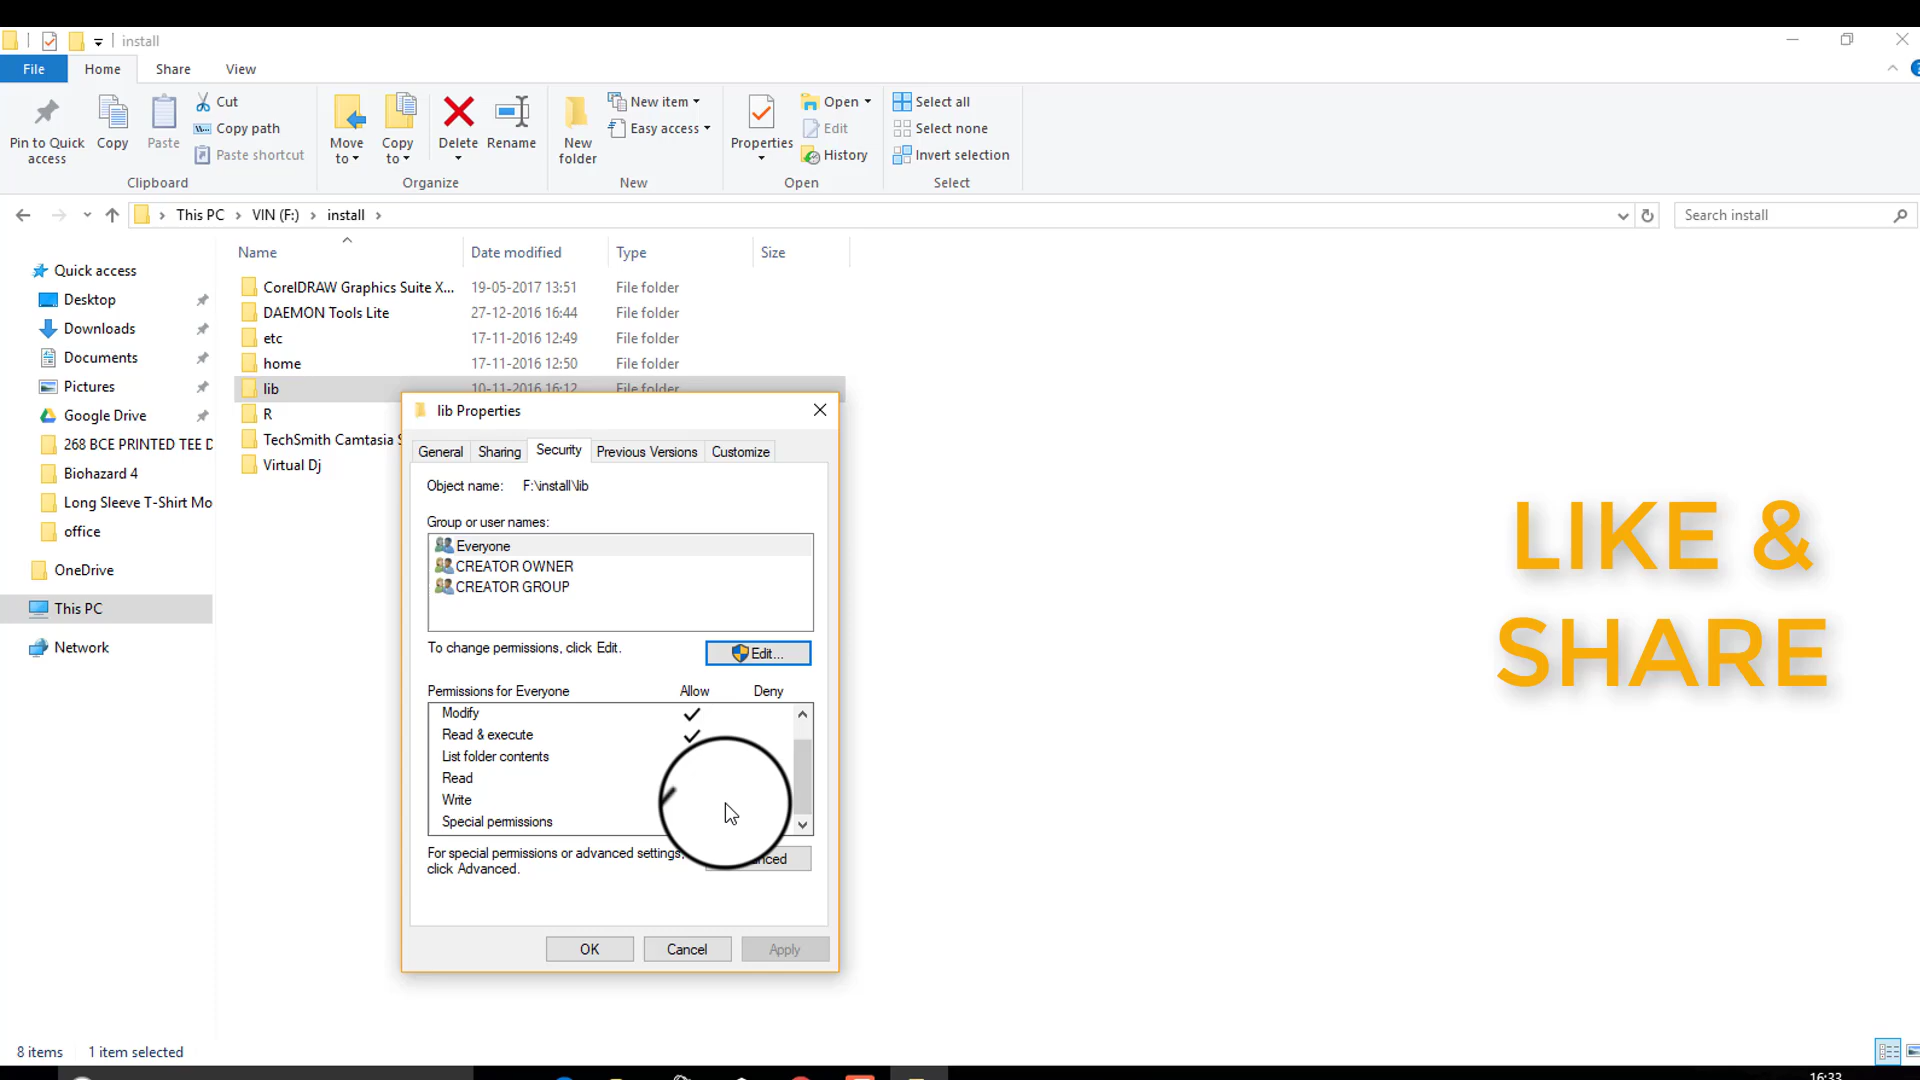 install
File
Home
Share
View
Pin to Quick access
Copy
Paste
Cut
Copy path
Paste shortcut
Clipboard
Move to
Copy to
Delete
Rename
Organize
New folder
New item
Easy access
New
Properties
Open
Edit
History
Open
Select all
Select none
Invert selection
Select
This PC
VIN (F:)
install
Search install
Name
Date modified
Type
Size
Quick access
Desktop
Downloads
Documents
Pictures
Google Drive
268 BCE PRINTED TEE D
Biohazard 4
Long Sleeve T-Shirt Mo
office
OneDrive
This PC
Network
CorelDRAW Graphics Suite X... 19-05-2017 13:51 File folder
DAEMON Tools Lite 27-12-2016 16:44 File folder
etc 17-11-2016 12:49 File folder
home 17-11-2016 12:50 File folder
lib 10-11-2016 16:12 File folder
R
TechSmith Camtasia S
Virtual Dj
lib Properties
General
Sharing
Security
Previous Versions
Customize
Object name: F:\install\lib
Group or user names:
Everyone
CREATOR OWNER
CREATOR GROUP
To change permissions, click Edit.
Edit...
Permissions for Everyone Allow Deny
Modify
Read & execute
List folder contents
Read
Write
Special permissions
For special permissions or advanced settings,
click Advanced.
OK
Cancel
Apply
LIKE &
SHARE
8 items
1 item selected
16:33